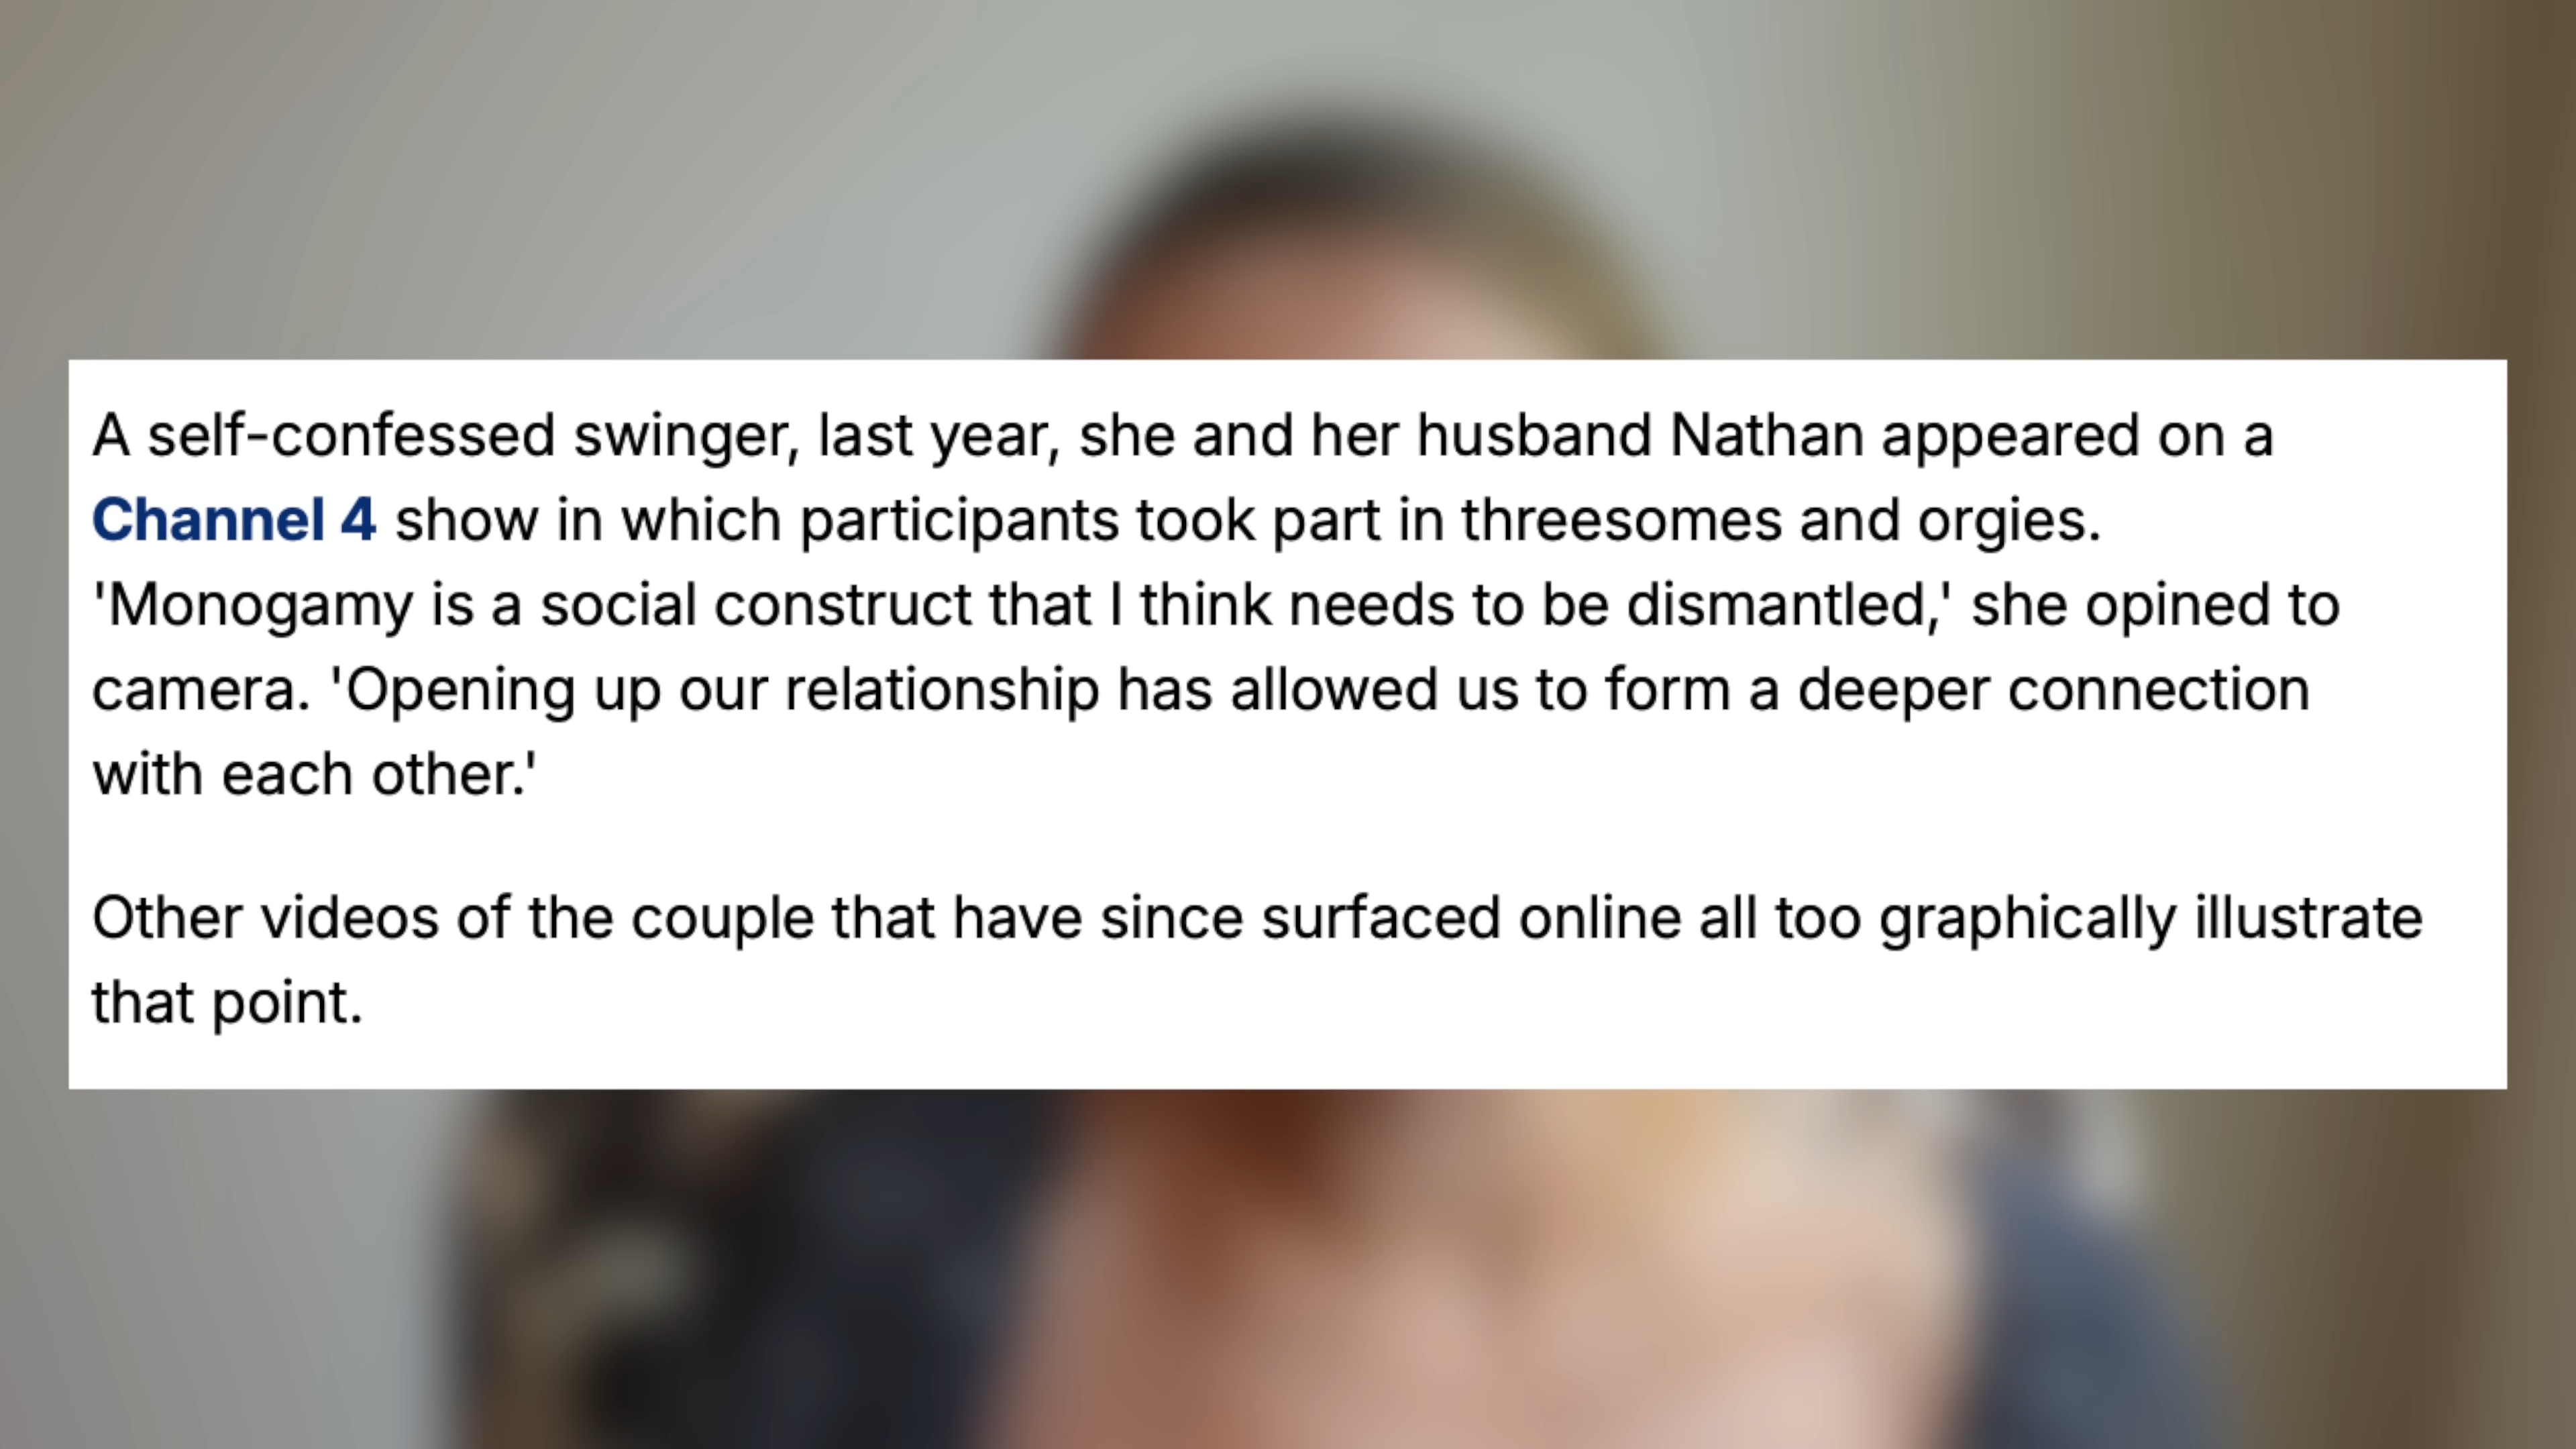 A self-confessed swinger, last year, she and her husband Nathan appeared on a
Channel 4 show in which participants took part in threesomes and orgies.
'Monogamy is a social construct that I think needs to be dismantled,' she opined to
camera. 'Opening up our relationship has allowed us to form a deeper connection
with each other.'
Other videos of the couple that have since surfaced online all too graphically illustrate
that point.